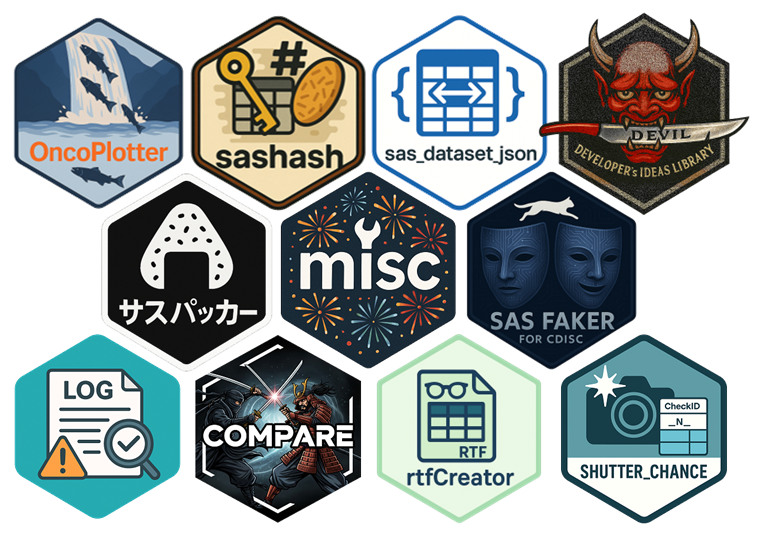 OncoPlotter
#
sashash
{ }
sas_dataset_json
DEVIL
DEVELOPER's IDEAS LIBRARY
サスパッカー
misc
SAS FAKER
FOR CDISC
LOG
!
COMPARE
RTF
rtfCreator
CheckID
_N_
SHUTTER_CHANCE